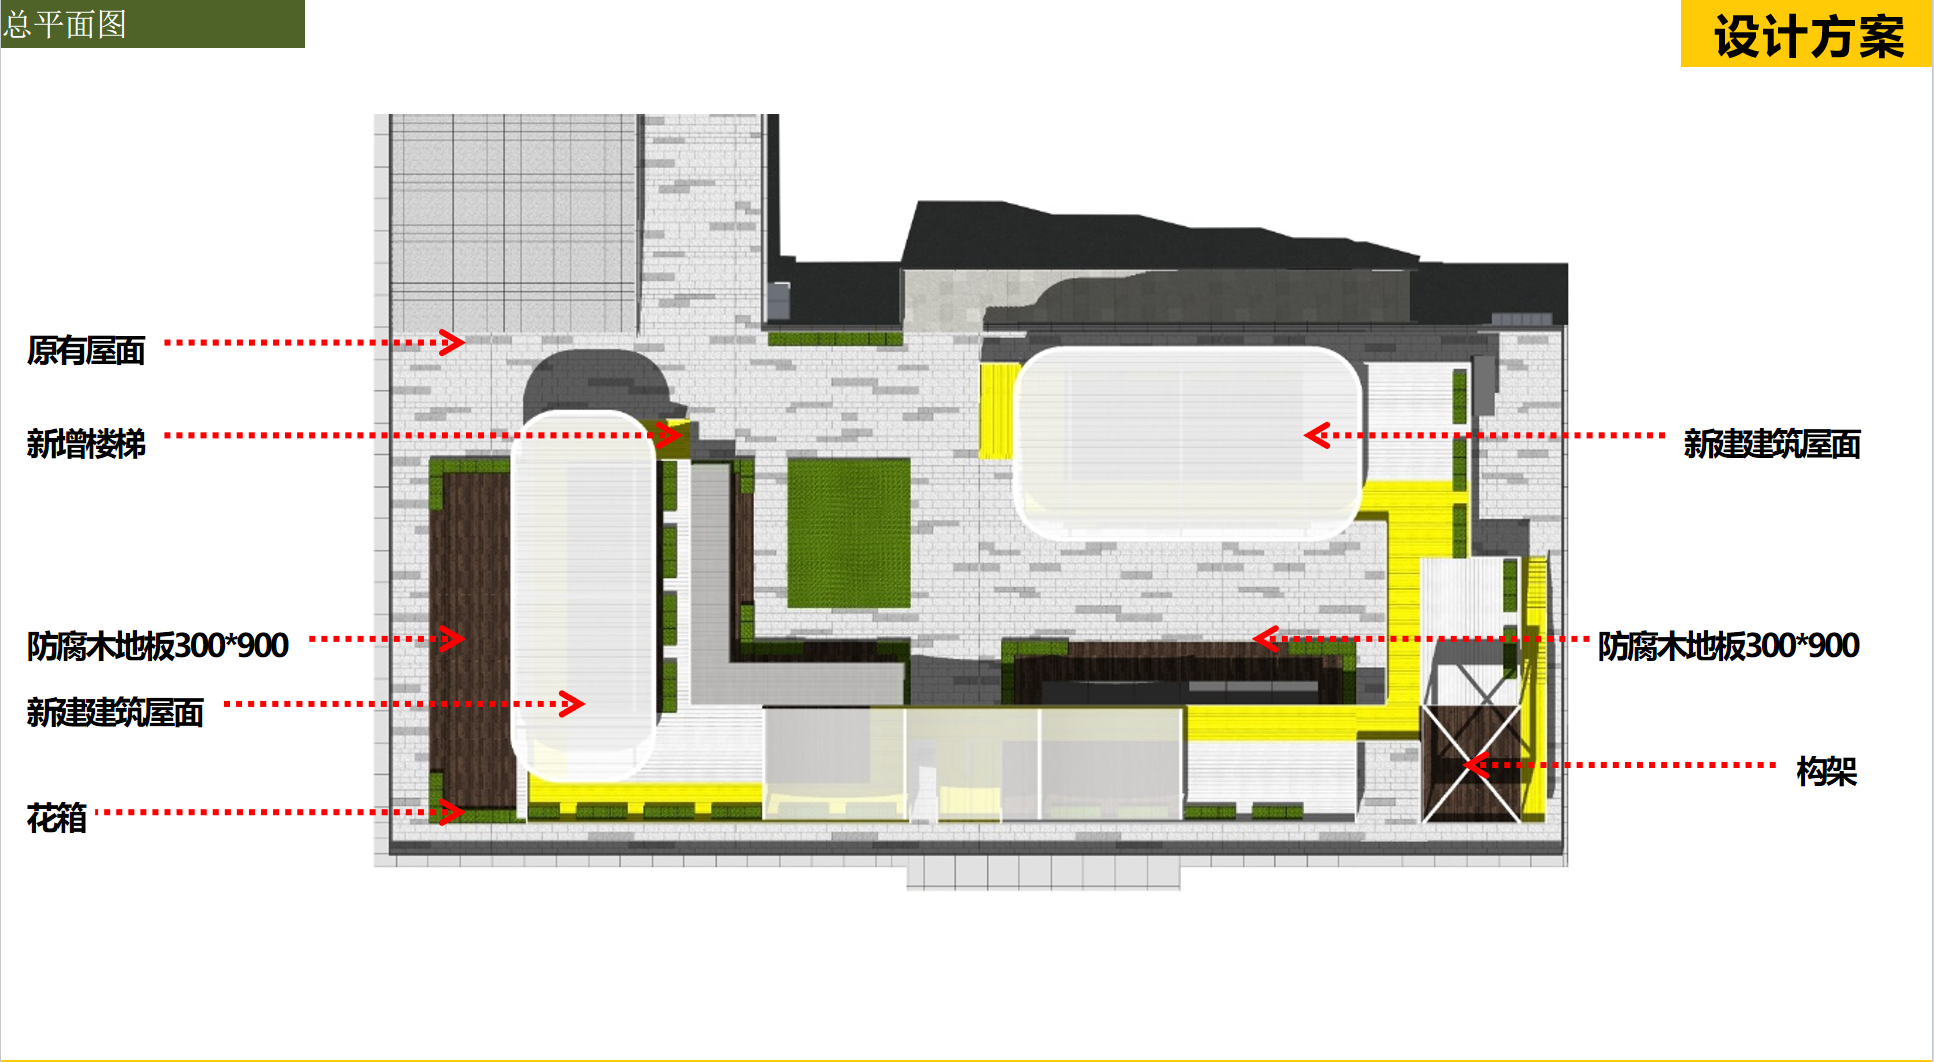 总平面图
设计方案
原有屋面
新增楼梯
新建建筑屋面
防腐木地板300*900
防腐木地板300*900
新建建筑屋面
构架
花箱